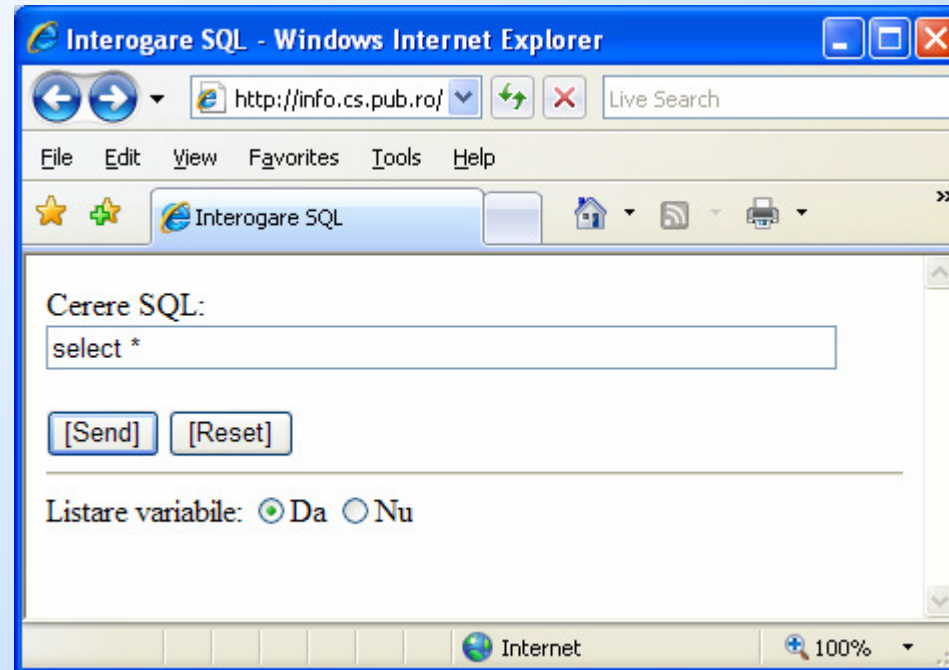 Interogare SQL - Windows Internet Explorer
http://info.cs.pub.ro/
Live Search
File Edit View Favorites Tools Help
Interogare SQL
Cerere SQL:
select *
[Send] [Reset]
Listare variabile: Da Nu
Internet 100%